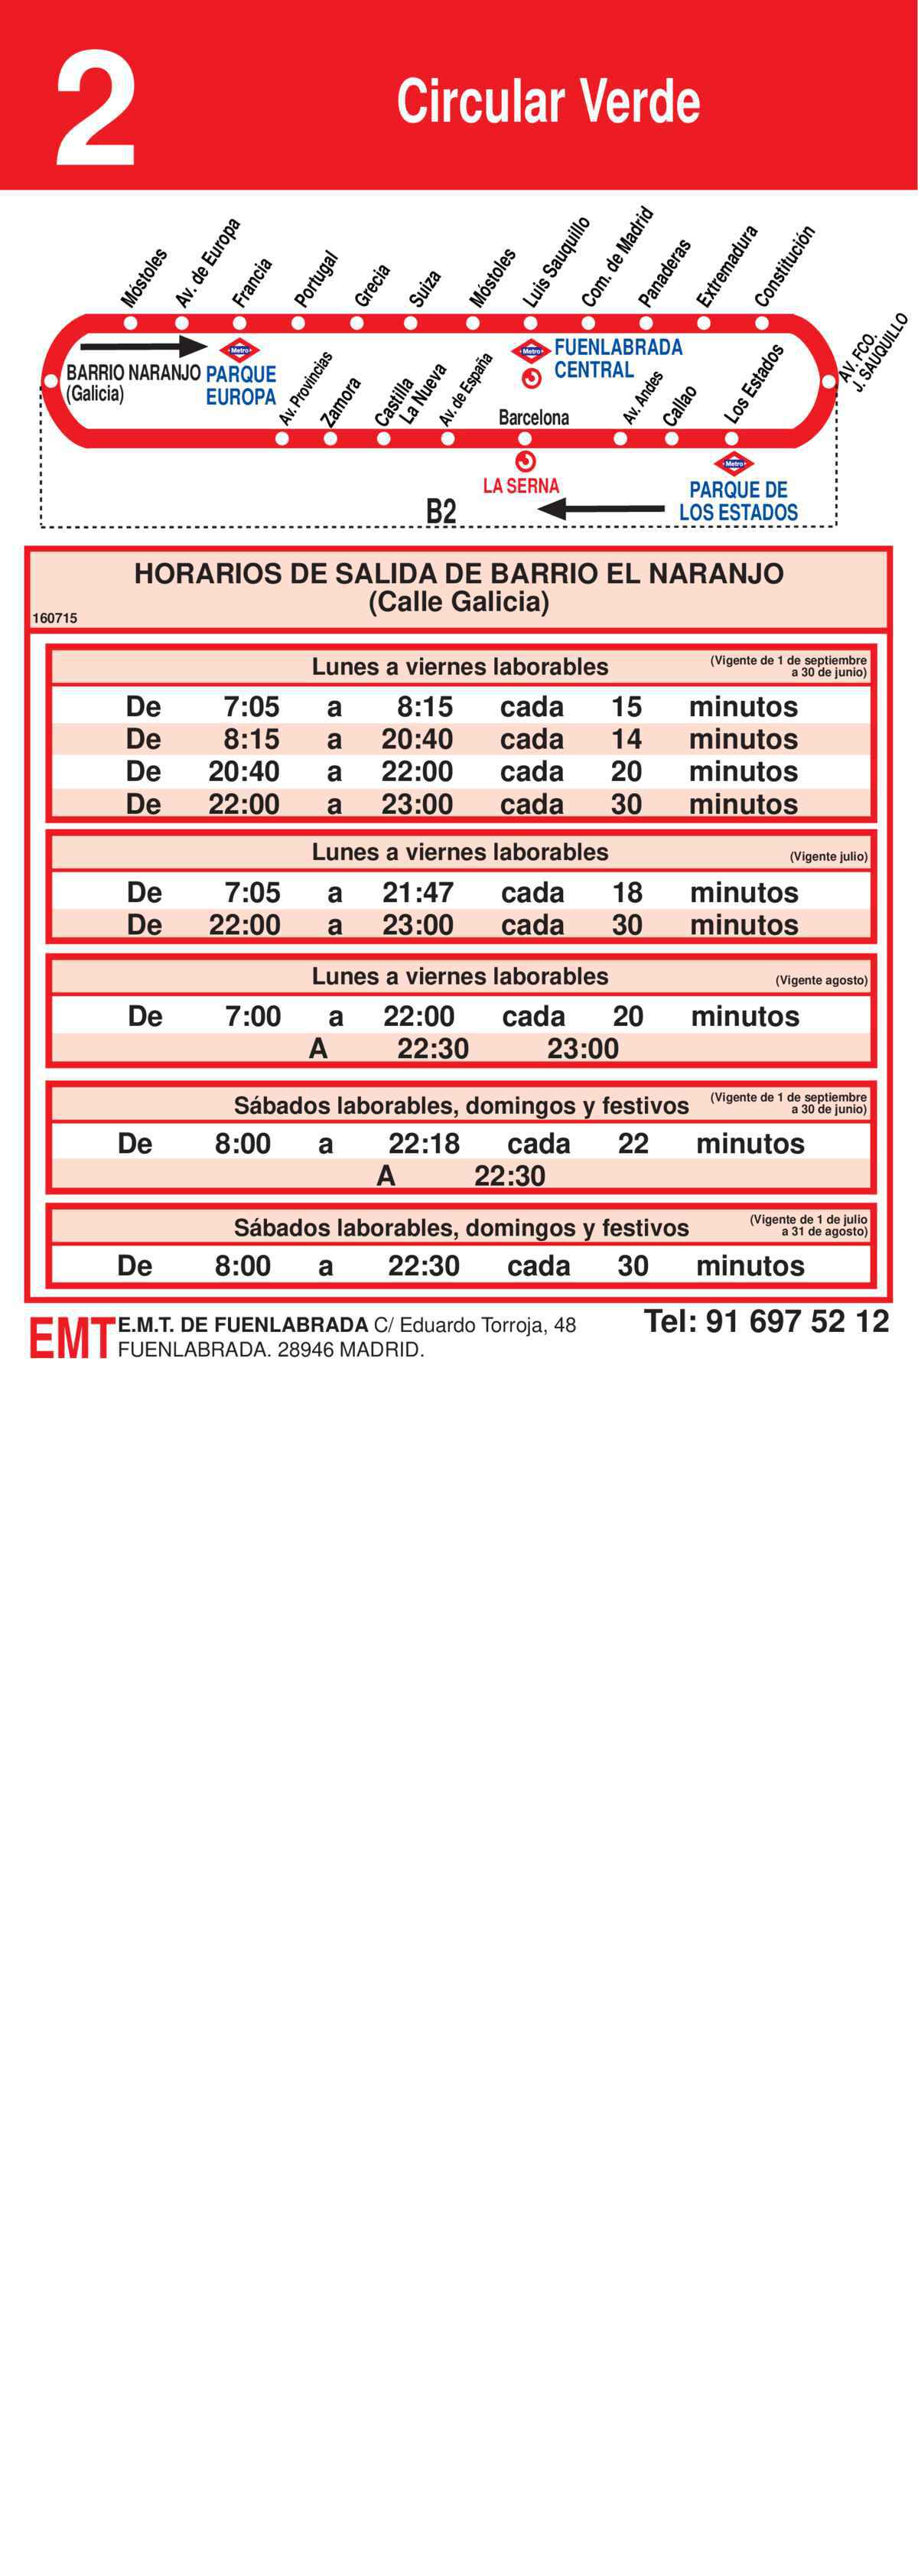 2
Circular Verde
Móstoles
Av. de Europa
Francia
Portugal
Grecia
Suiza
Móstoles
Luis Sauquillo
Com. de Madrid
Panaderas
Extremadura
Constitución
AV. FCO.
J. SAUQUILLO
BARRIO NARANJO
(Galicia)
Metro
PARQUE
EUROPA
Metro
FUENLABRADA
CENTRAL
Av. Provincias
Zamora
Castilla
La Nueva
Av. de España
Barcelona
Av. Andes
Callao
Los Estados
LA SERNA
Metro
PARQUE DE
LOS ESTADOS
B2
HORARIOS DE SALIDA DE BARRIO EL NARANJO
(Calle Galicia)
160715
Lunes a viernes laborables (Vigente de 1 de septiembre
a 30 de junio)
De 7:05 a 8:15 cada 15 minutos
De 8:15 a 20:40 cada 14 minutos
De 20:40 a 22:00 cada 20 minutos
De 22:00 a 23:00 cada 30 minutos
Lunes a viernes laborables (Vigente julio)
De 7:05 a 21:47 cada 18 minutos
De 22:00 a 23:00 cada 30 minutos
Lunes a viernes laborables (Vigente agosto)
De 7:00 a 22:00 cada 20 minutos
A 22:30 23:00
Sábados laborables, domingos y festivos (Vigente de 1 de septiembre
a 30 de junio)
De 8:00 a 22:18 cada 22 minutos
A 22:30
Sábados laborables, domingos y festivos (Vigente de 1 de julio
a 31 de agosto)
De 8:00 a 22:30 cada 30 minutos
EMT
E.M.T. DE FUENLABRADA C/ Eduardo Torroja, 48
FUENLABRADA. 28946 MADRID.
Tel: 91 697 52 12